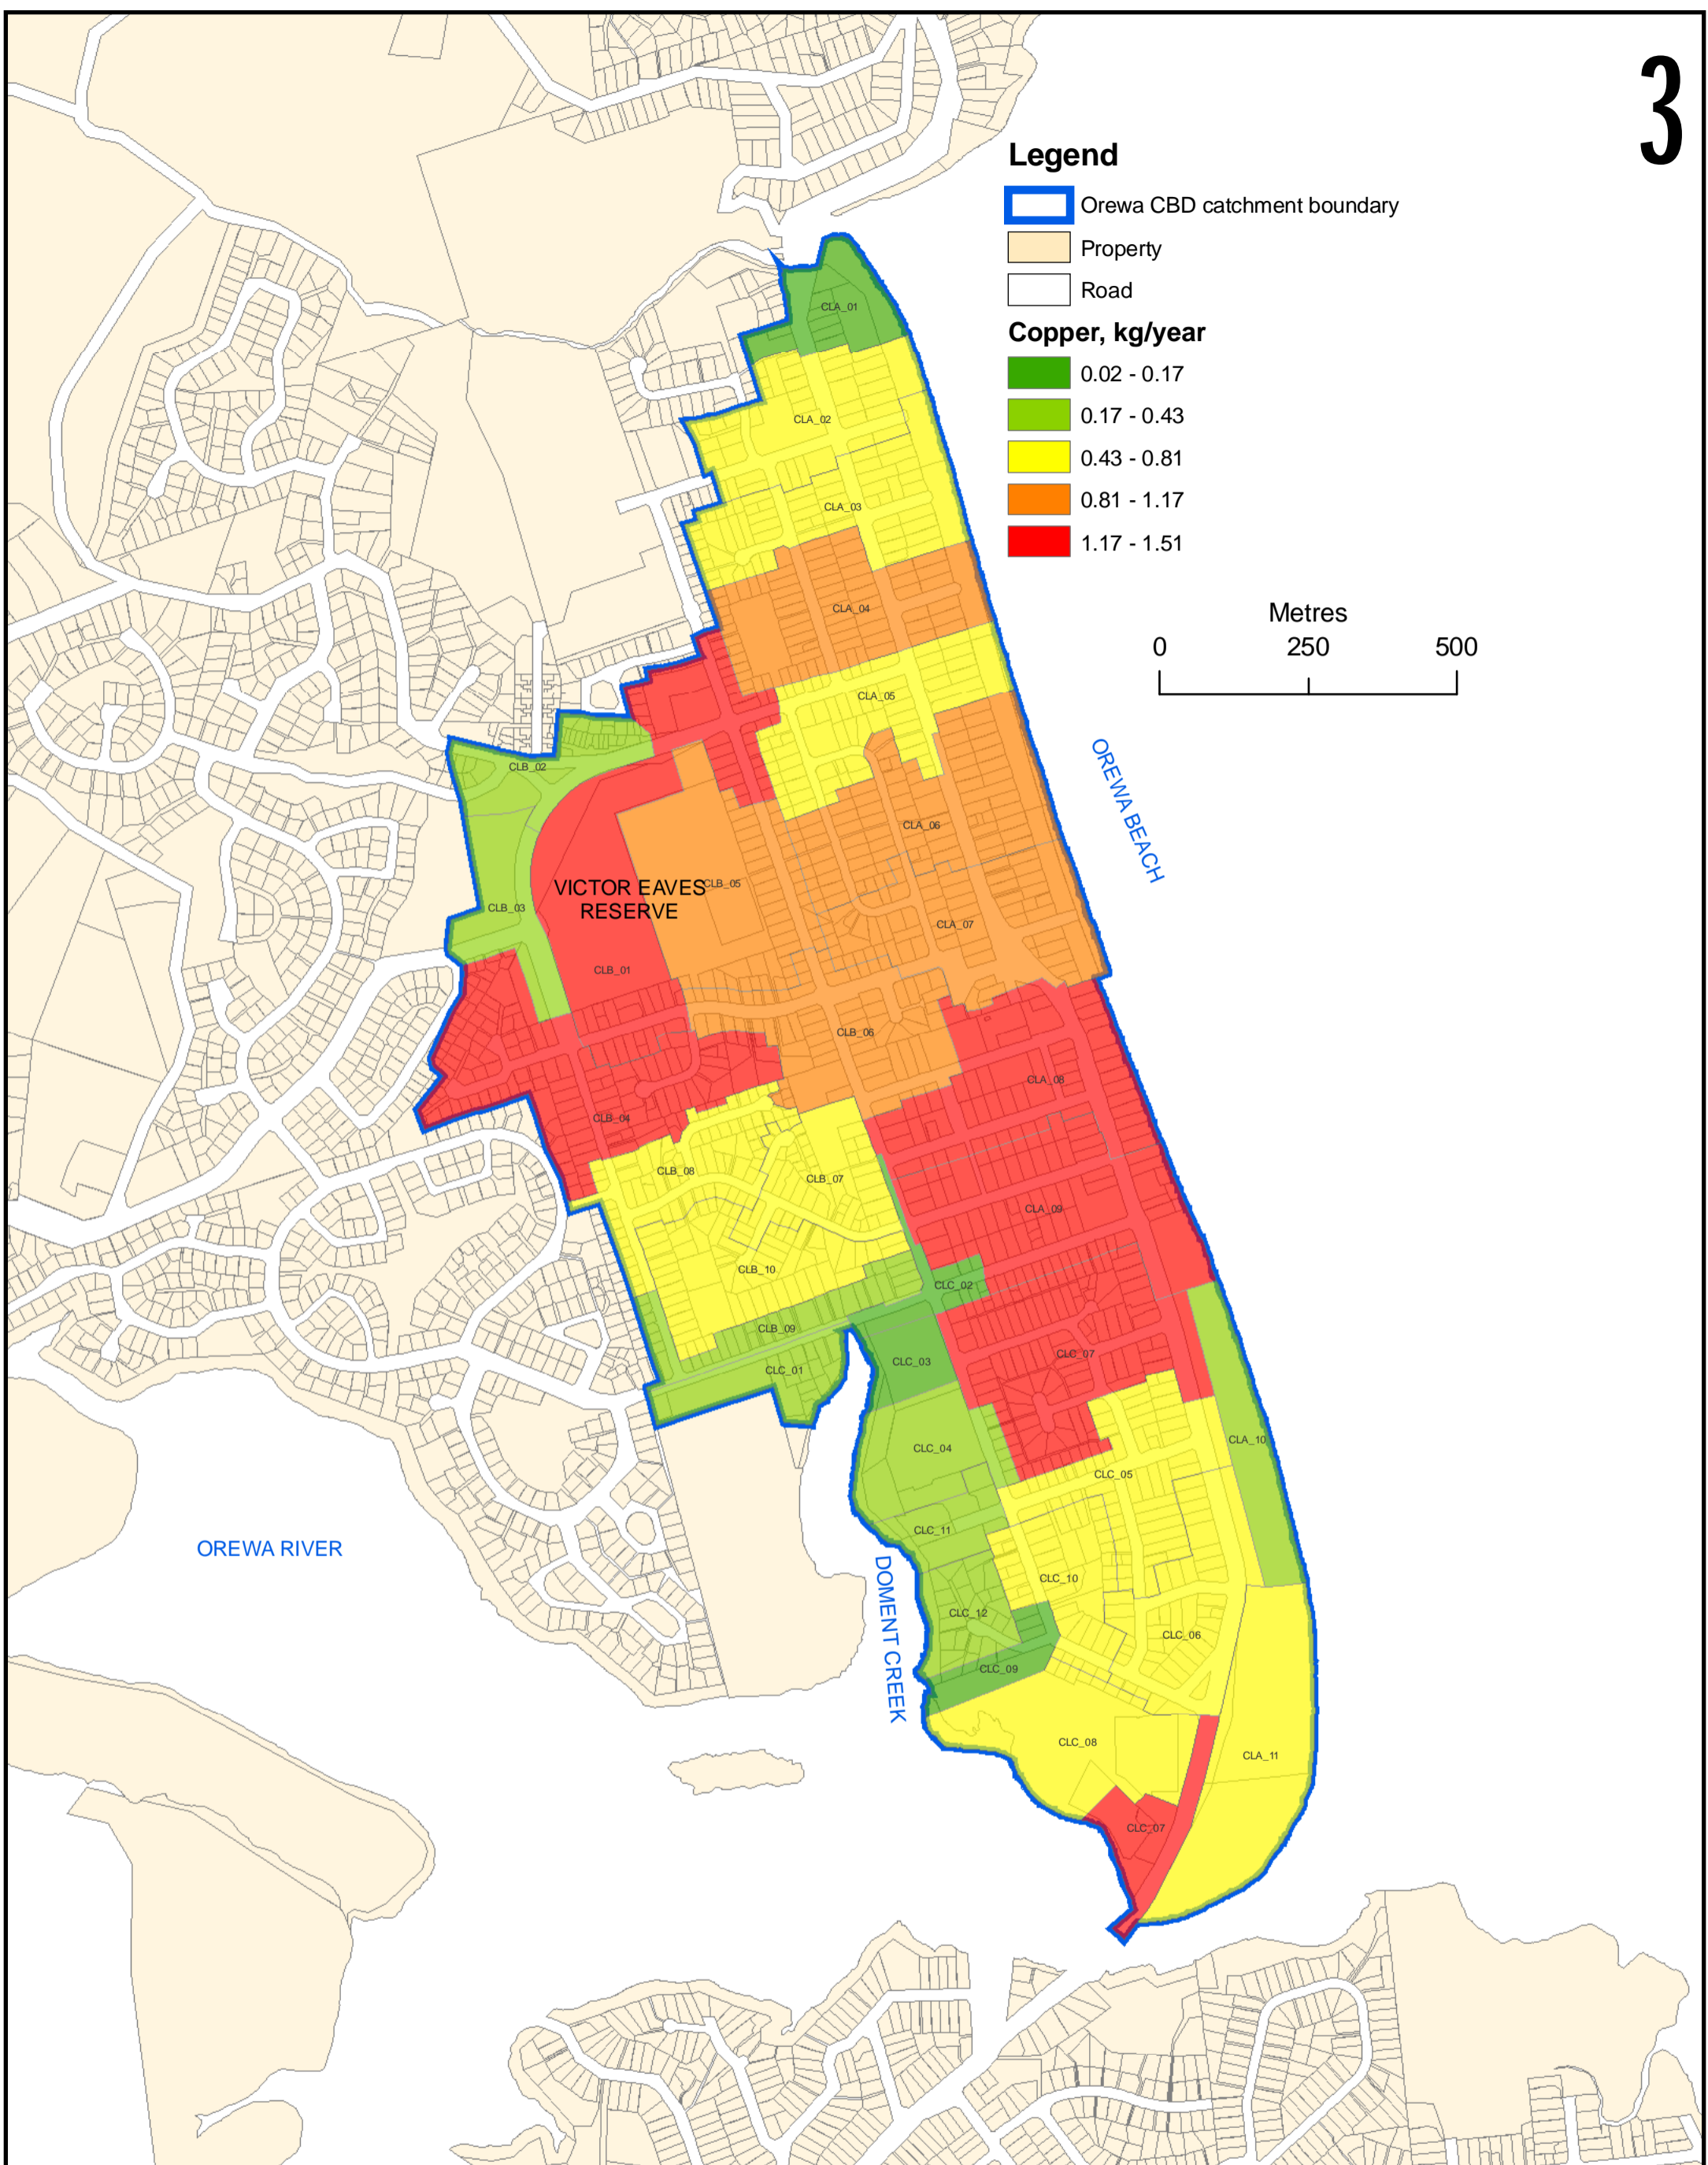 3
Legend
Orewa CBD catchment boundary
Property
Road
Copper, kg/year
0.02 - 0.17
0.17 - 0.43
0.43 - 0.81
0.81 - 1.17
1.17 - 1.51
Metres
0 250 500
CLA_01
CLA_02
CLA_03
CLA_04
CLA_05
OREWA BEACH
CLB_02
CLA_06
CLB_05
VICTOR EAVES
RESERVE
CLB_03
CLA_07
CLB_01
CLB_06
CLA_08
CLB_04
CLB_08
CLB_07
CLA_09
CLB_10
CLC_02
CLB_09
CLC_07
CLC_03
CLC_01
CLA_10
CLC_04
CLC_05
CLC_11
OREWA RIVER
DOMENT CREEK
CLC_10
CLC_12
CLC_06
CLC_09
CLC_08
CLA_11
CLC_07